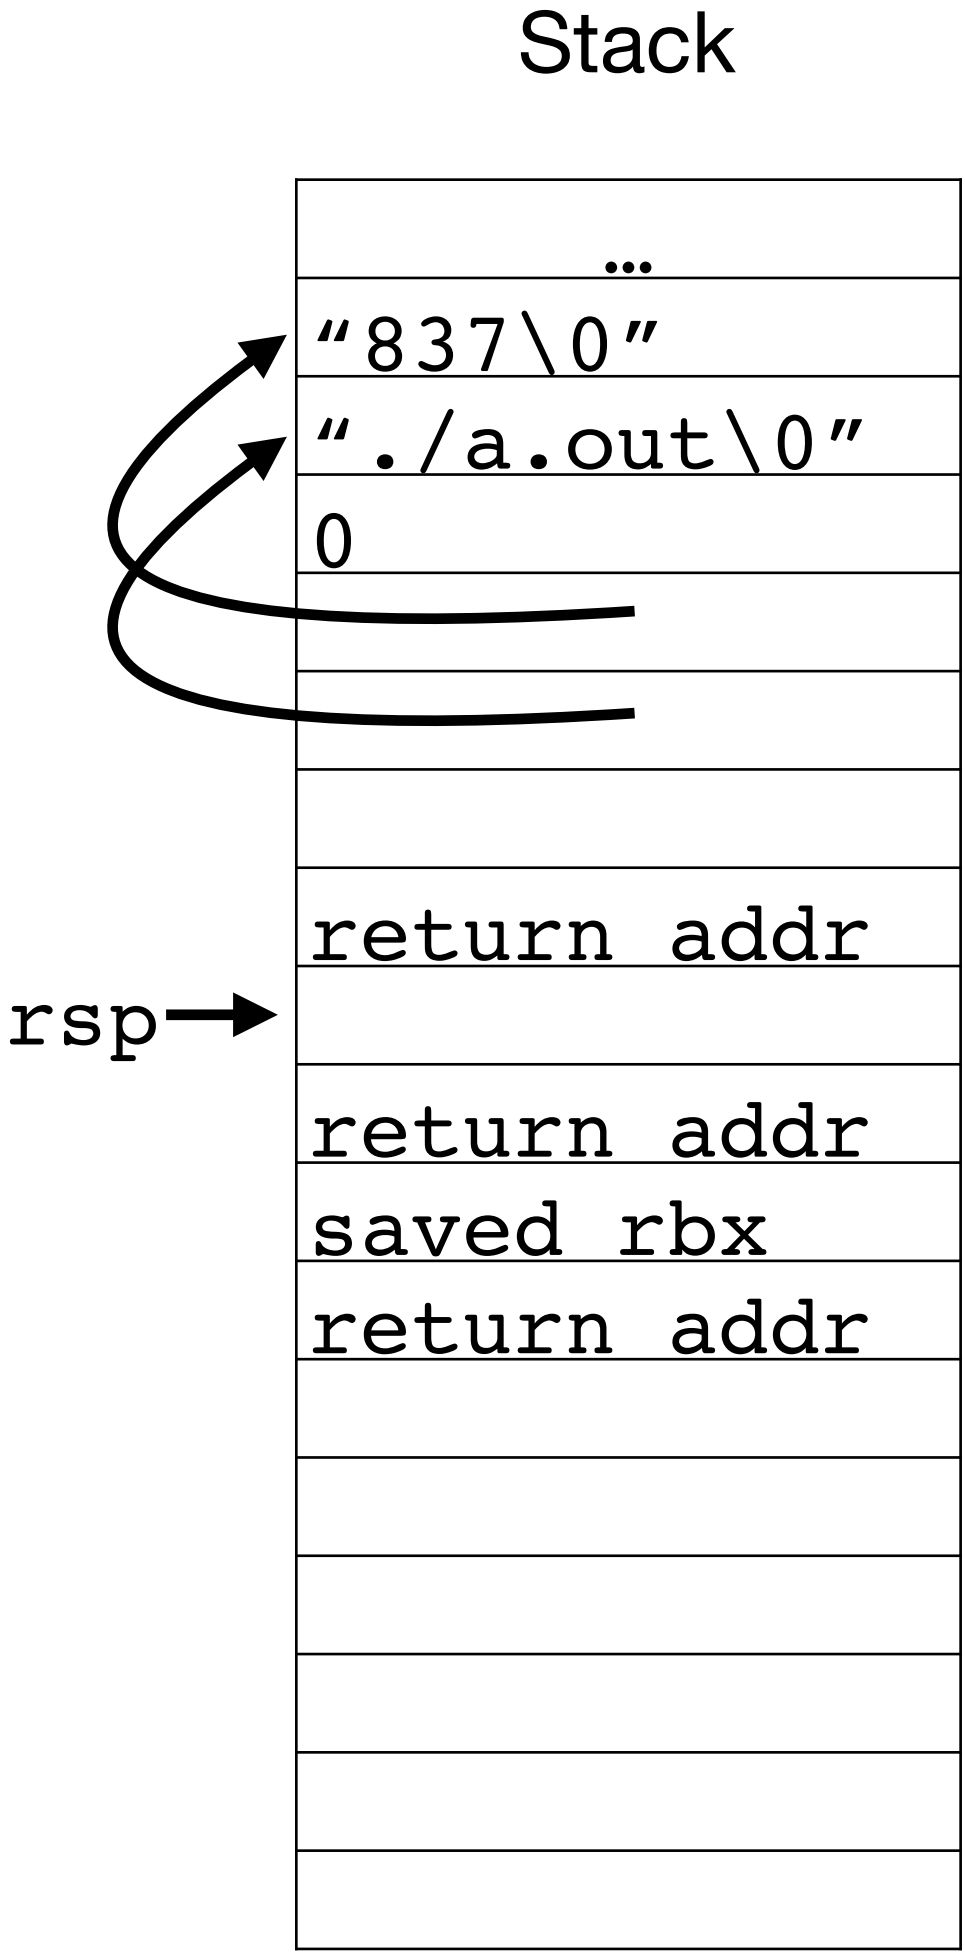 Stack
…
“837\0”
“./a.out\0”
0
return addr
rsp
return addr
saved rbx
return addr